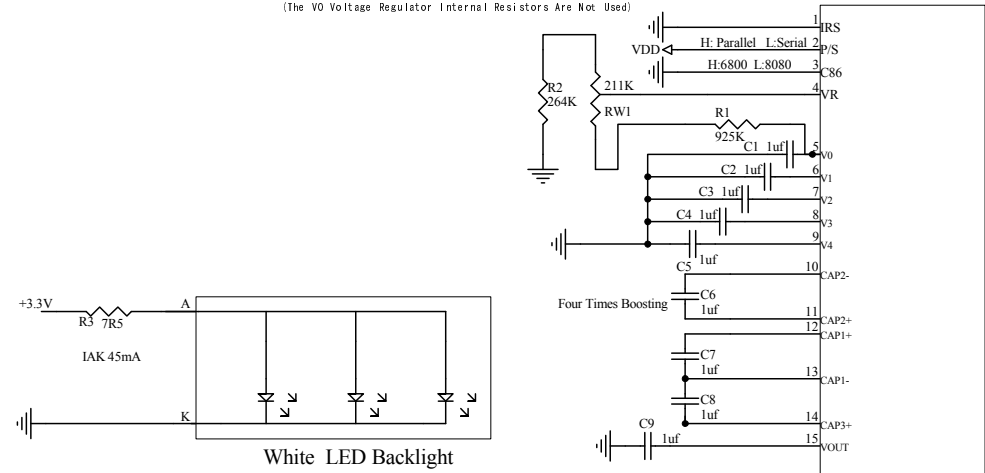 (The VO Voltage Regulator Internal Resistors Are Not Used)
1 IRS
VDD H: Parallel L:Serial 2 P/S
H:6800 L:8080 3 C86
4 VR
R2 264K
211K
RW1
R1 925K
C1 1uf 5 V0
C2 1uf 6 V1
C3 1uf 7 V2
C4 1uf 8 V3
9 V4
C5 1uf
10 CAP2-
Four Times Boosting
C6 1uf
11 CAP2+
12 CAP1+
C7 1uf
13 CAP1-
C8 1uf
14 CAP3+
C9 1uf 15 VOUT
+3.3V
R3 7R5
A
IAK 45mA
K
White LED Backlight